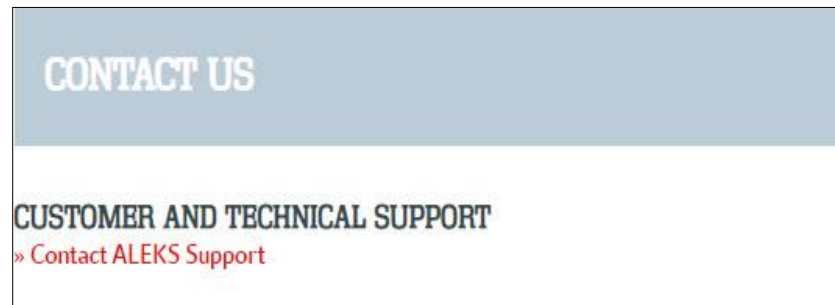 CONTACT US
CUSTOMER AND TECHNICAL SUPPORT
» Contact ALEKS Support